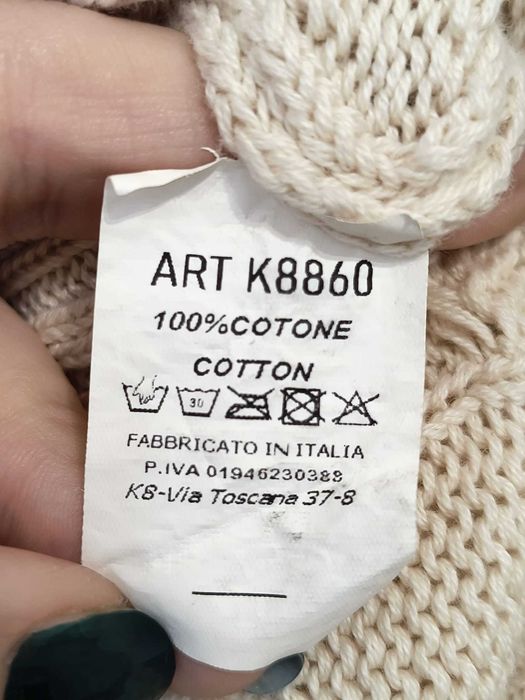 ART K8860
100%COTONE
COTTON
30
FABBRICATO IN ITALIA
P.IVA 01946230388
K8-Via Toscana 37-8